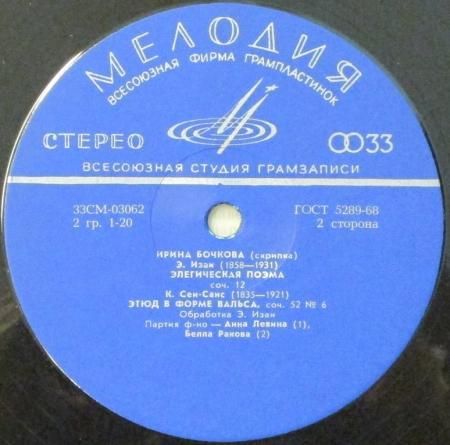 МЕЛОДИЯ
ВСЕСОЮЗНАЯ ФИРМА ГРАМПЛАСТИНОК
СТЕРЕО
33
ВСЕСОЮЗНАЯ СТУДИЯ ГРАМЗАПИСИ
33СМ-03062
ГОСТ 5289-68
2 гр. 1-20
2 сторона
ИРИНА БОЧКОВА (скрипка)
Э. Изаи (1858—1931)
ЭЛЕГИЧЕСКАЯ ПОЭМА
соч. 12
К. Сен-Санс (1835—1921)
ЭТЮД В ФОРМЕ ВАЛЬСА, соч. 52 № 6
Обработка Э. Изаи
Партия ф-но — Анна Левина (1),
Белла Ракова (2)